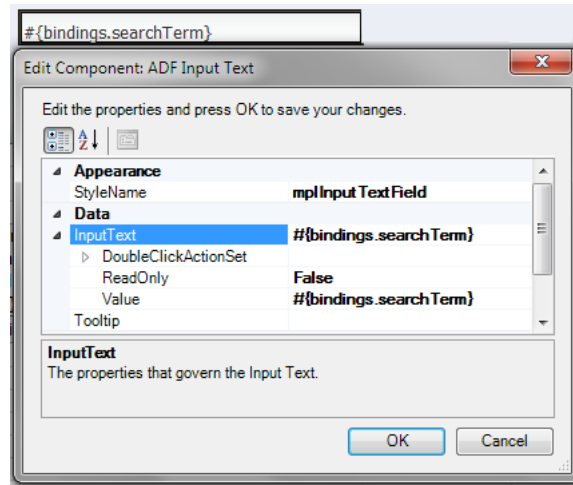 #{bindings.searchTerm}
Edit Component: ADF Input Text
Edit the properties and press OK to save your changes.
Appearance
StyleName mplInputTextField
Data
InputText #{bindings.searchTerm}
DoubleClickActionSet
ReadOnly False
Value #{bindings.searchTerm}
Tooltip
InputText
The properties that govern the Input Text.
OK Cancel